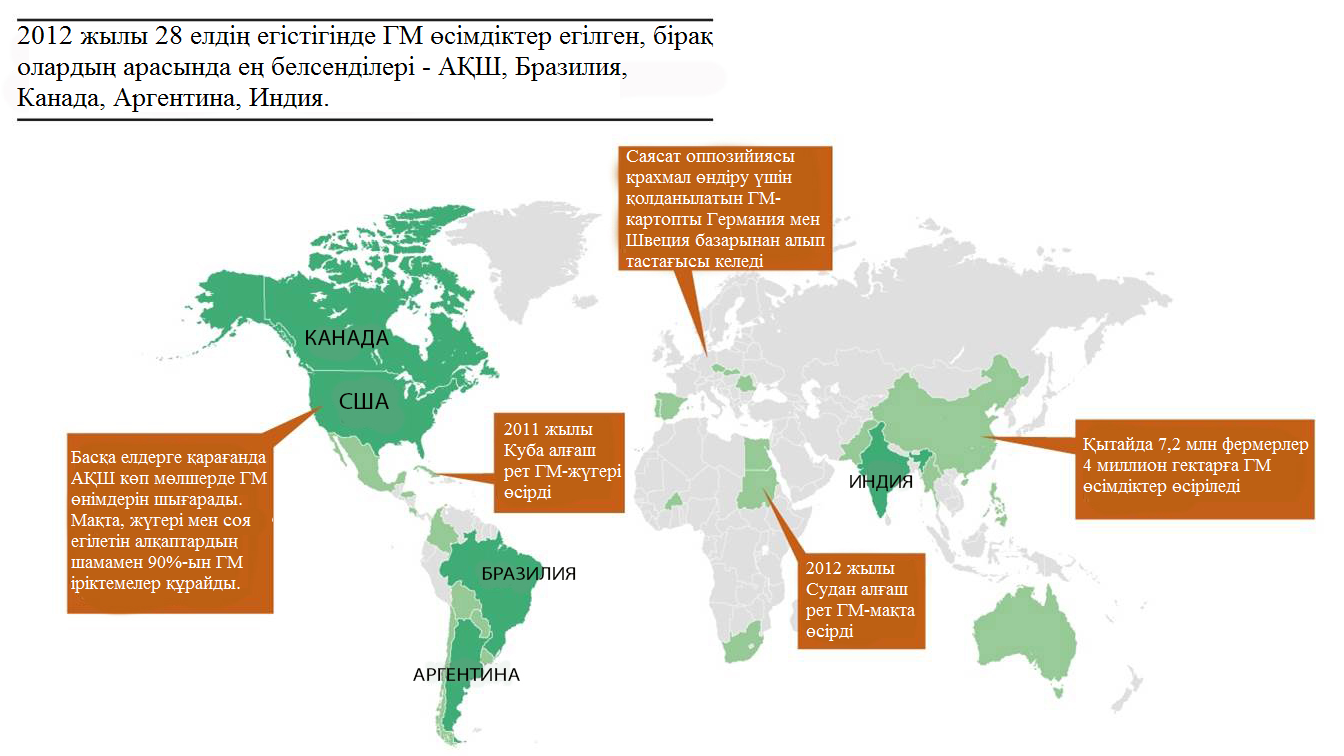 2012 жылы 28 елдің егістігінде ГМ өсімдіктер егілген, бірақ
олардың арасында ең белсенділері - АҚШ, Бразилия,
Канада, Аргентина, Индия.
Саясат оппозийиясы
крахмал өндіру үшін
қолданылатын ГМ-
картопты Германия мен
Швеция базарынан алып
тастағысы келеді
КАНАДА
США
2011 жылы
Куба алғаш
рет ГМ-жүгері
өсірді
Басқа елдерге қарағанда
АҚШ көп мөлшерде ГМ
өнімдерін шығарады.
Мақта, жүгері мен соя
егілетін алқаптардың
шамамен 90%-ын ГМ
іріктемелер құрайды.
Қытайда 7,2 млн фермерлер
4 миллион гектарға ГМ
өсімдіктер өсіріледі
ИНДИЯ
БРАЗИЛИЯ
2012 жылы
Судан алғаш
рет ГМ-мақта
өсірді
АРГЕНТИНА